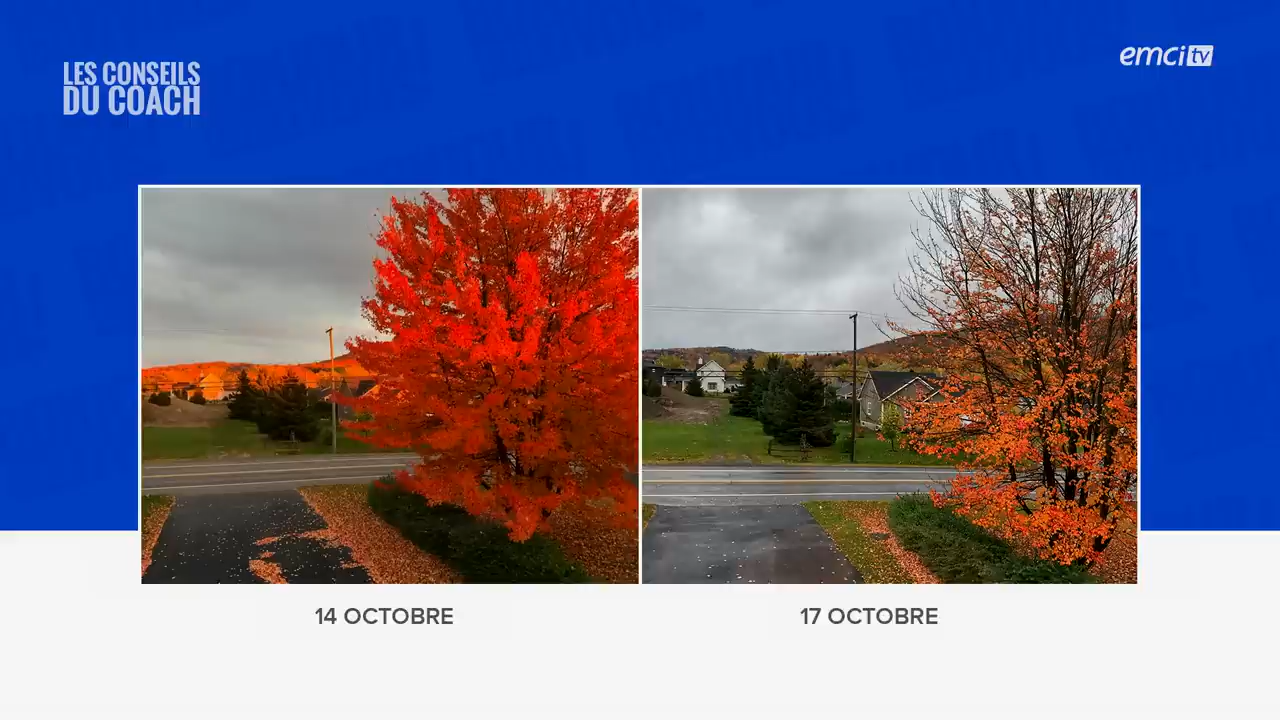 LES CONSEILS
DU COACH
emci tv
14 OCTOBRE
17 OCTOBRE